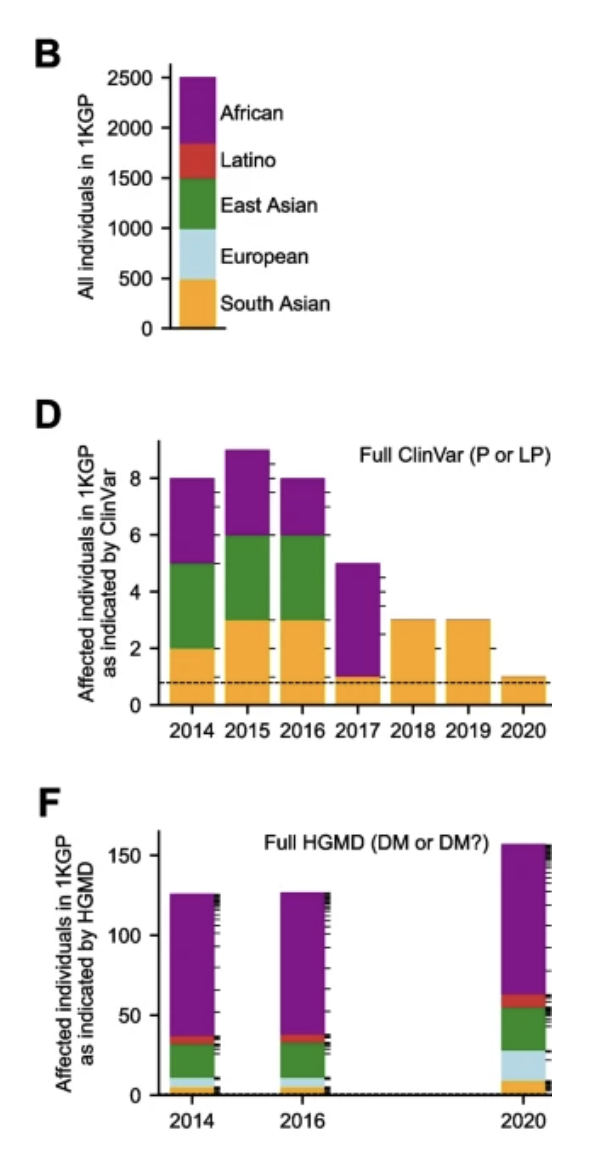 B
All individuals in 1KGP
2500
2000
1500
1000
500
0
African
Latino
East Asian
European
South Asian
D
Affected individuals in 1KGP
as indicated by ClinVar
Full ClinVar (P or LP)
8
6
4
2
0
2014 2015 2016 2017 2018 2019 2020
F
Affected individuals in 1KGP
as indicated by HGMD
Full HGMD (DM or DM?)
150
100
50
0
2014 2016 2020